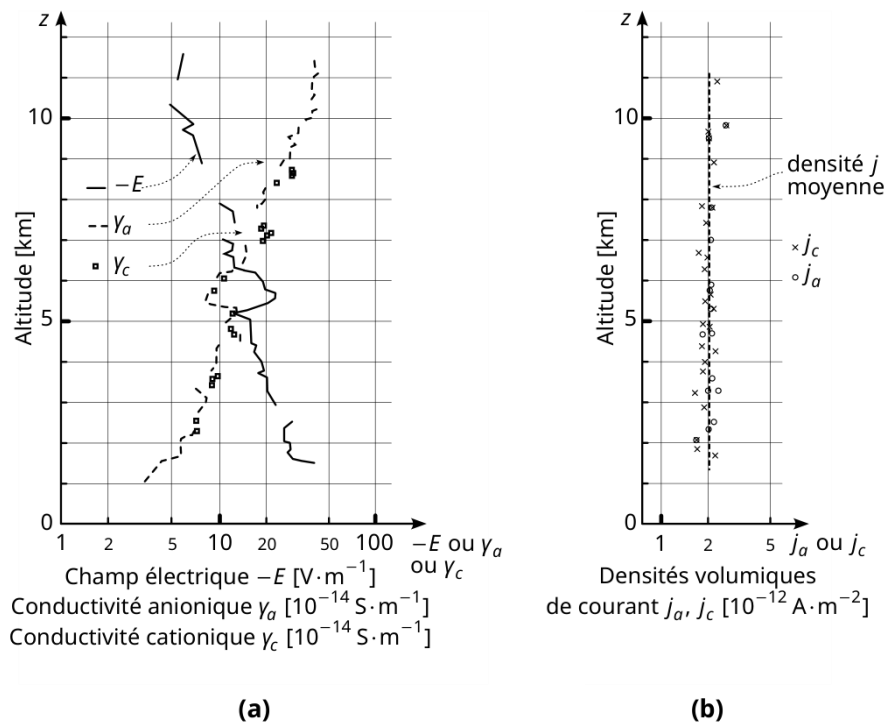 z
10
5
0
Altitude [km]
−E
γa
γc
1 2 5 10 20 50 100
−E ou γa
ou γc
Champ électrique −E [V·m⁻¹]
Conductivité anionique γa [10⁻¹⁴ S·m⁻¹]
Conductivité cationique γc [10⁻¹⁴ S·m⁻¹]
(a)
z
10
5
0
Altitude [km]
densité j
moyenne
× jc
○ ja
1 2 5
ja ou jc
Densités volumiques
de courant ja, jc [10⁻¹² A·m⁻²]
(b)